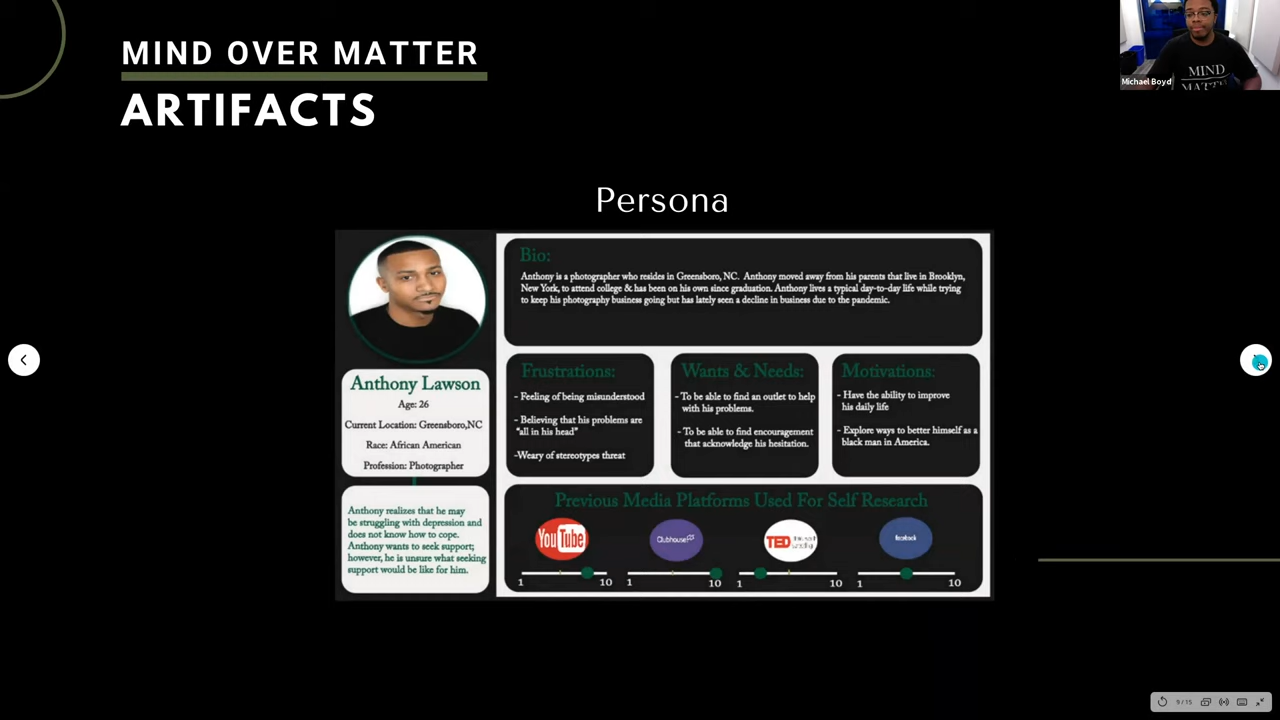 MIND OVER MATTER
ARTIFACTS
MIND
MATTER
Michael Boyd
Persona
Anthony Lawson
Age: 26
Current Location: Greensboro,NC
Race: African American
Profession: Photographer
Anthony realizes that he may
be struggling with depression and
does not know how to cope.
Anthony wants to seek support;
however, he is unsure what seeking
support would be like for him.
Bio:
Anthony is a photographer who resides in Greensboro, NC. Anthony moved away from his parents that live in Brooklyn,
New York, to attend college & has been on his own since graduation. Anthony lives a typical day-to-day life while trying
to keep his photography business going but has lately seen a decline in business due to the pandemic.
Frustrations:
- Feeling of being misunderstood
- Believing that his problems are
"all in his head"
-Weary of stereotypes threat
Wants & Needs:
- To be able to find an outlet to help
with his problems.
- To be able to find encouragement
that acknowledge his hesitation.
Motivations:
- Have the ability to improve
his daily life
- Explore ways to better himself as a
black man in America.
Previous Media Platforms Used For Self Research
YouTube
Clubhouse
TED
facebook
1 10
1 10
1 10
1 10
9 / 15